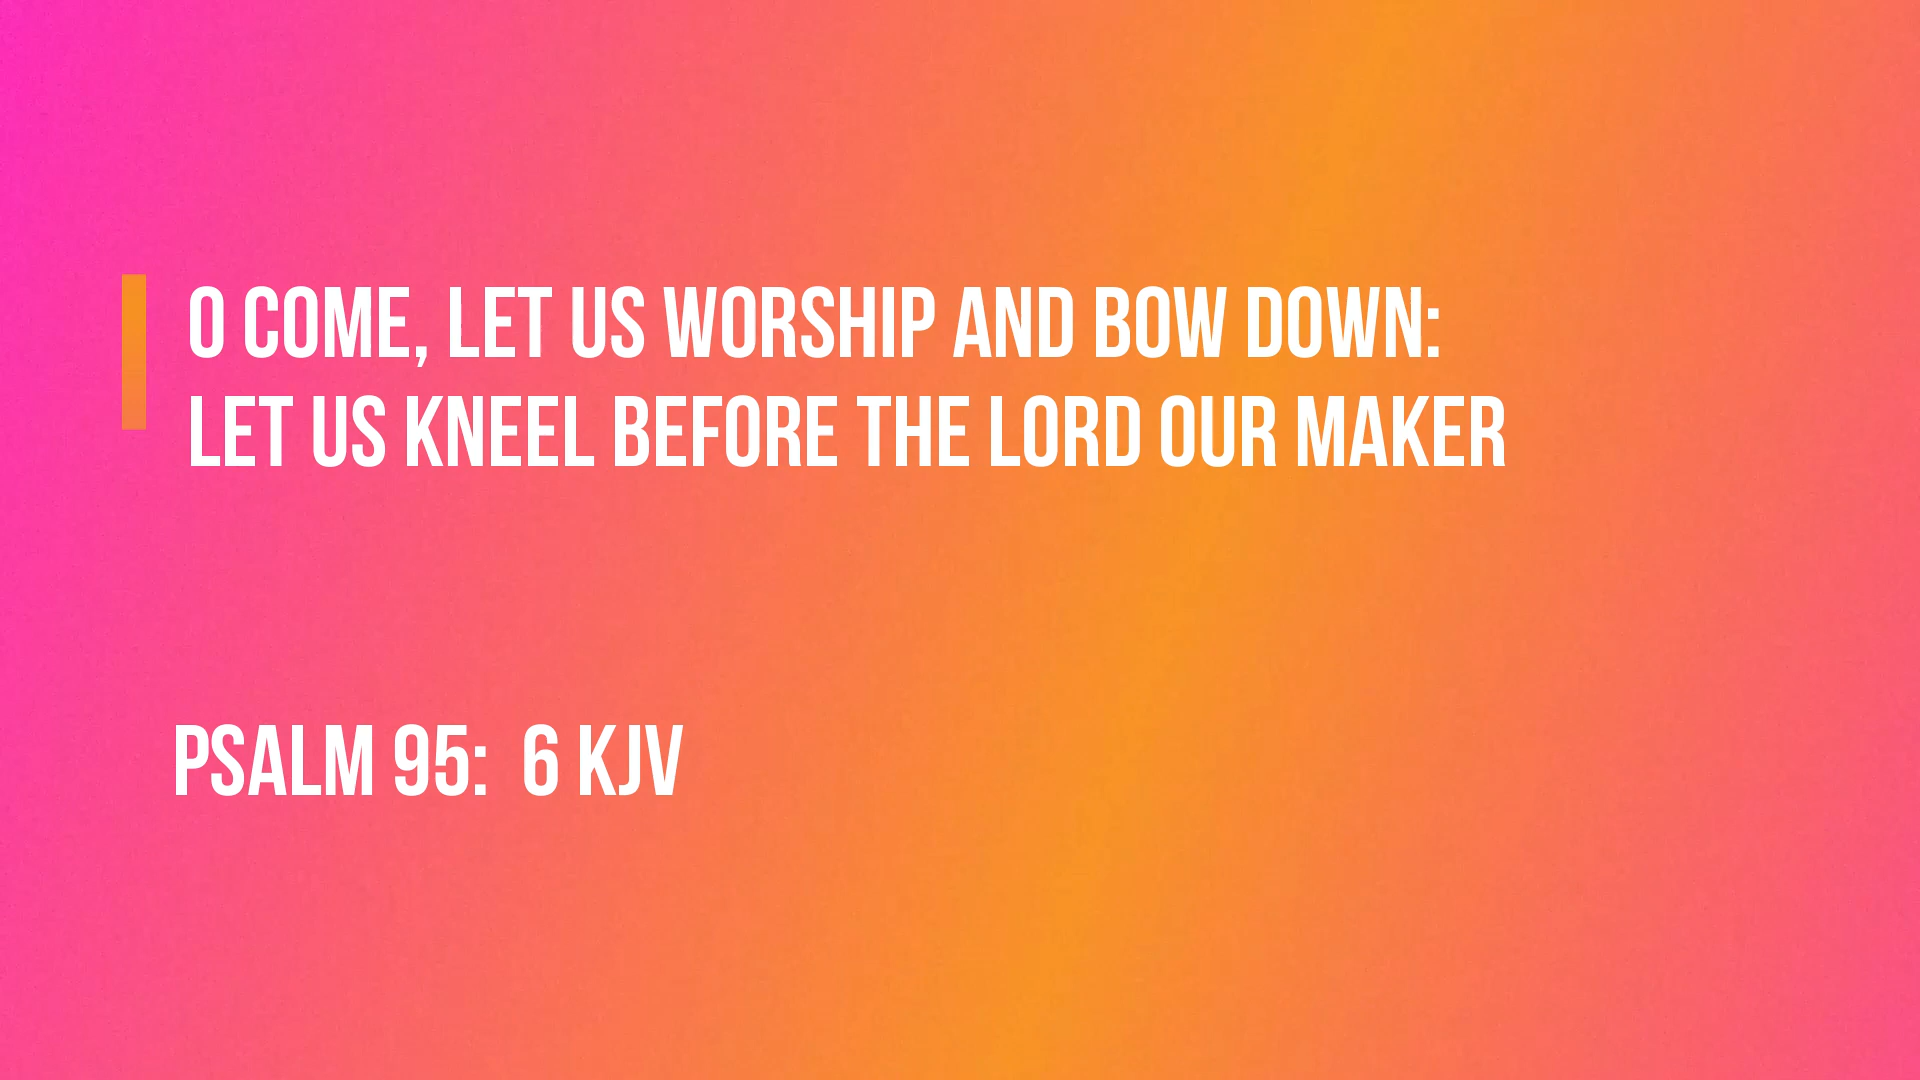 O COME, LET US WORSHIP AND BOW DOWN:
LET US KNEEL BEFORE THE LORD OUR MAKER
PSALM 95:  6 KJV